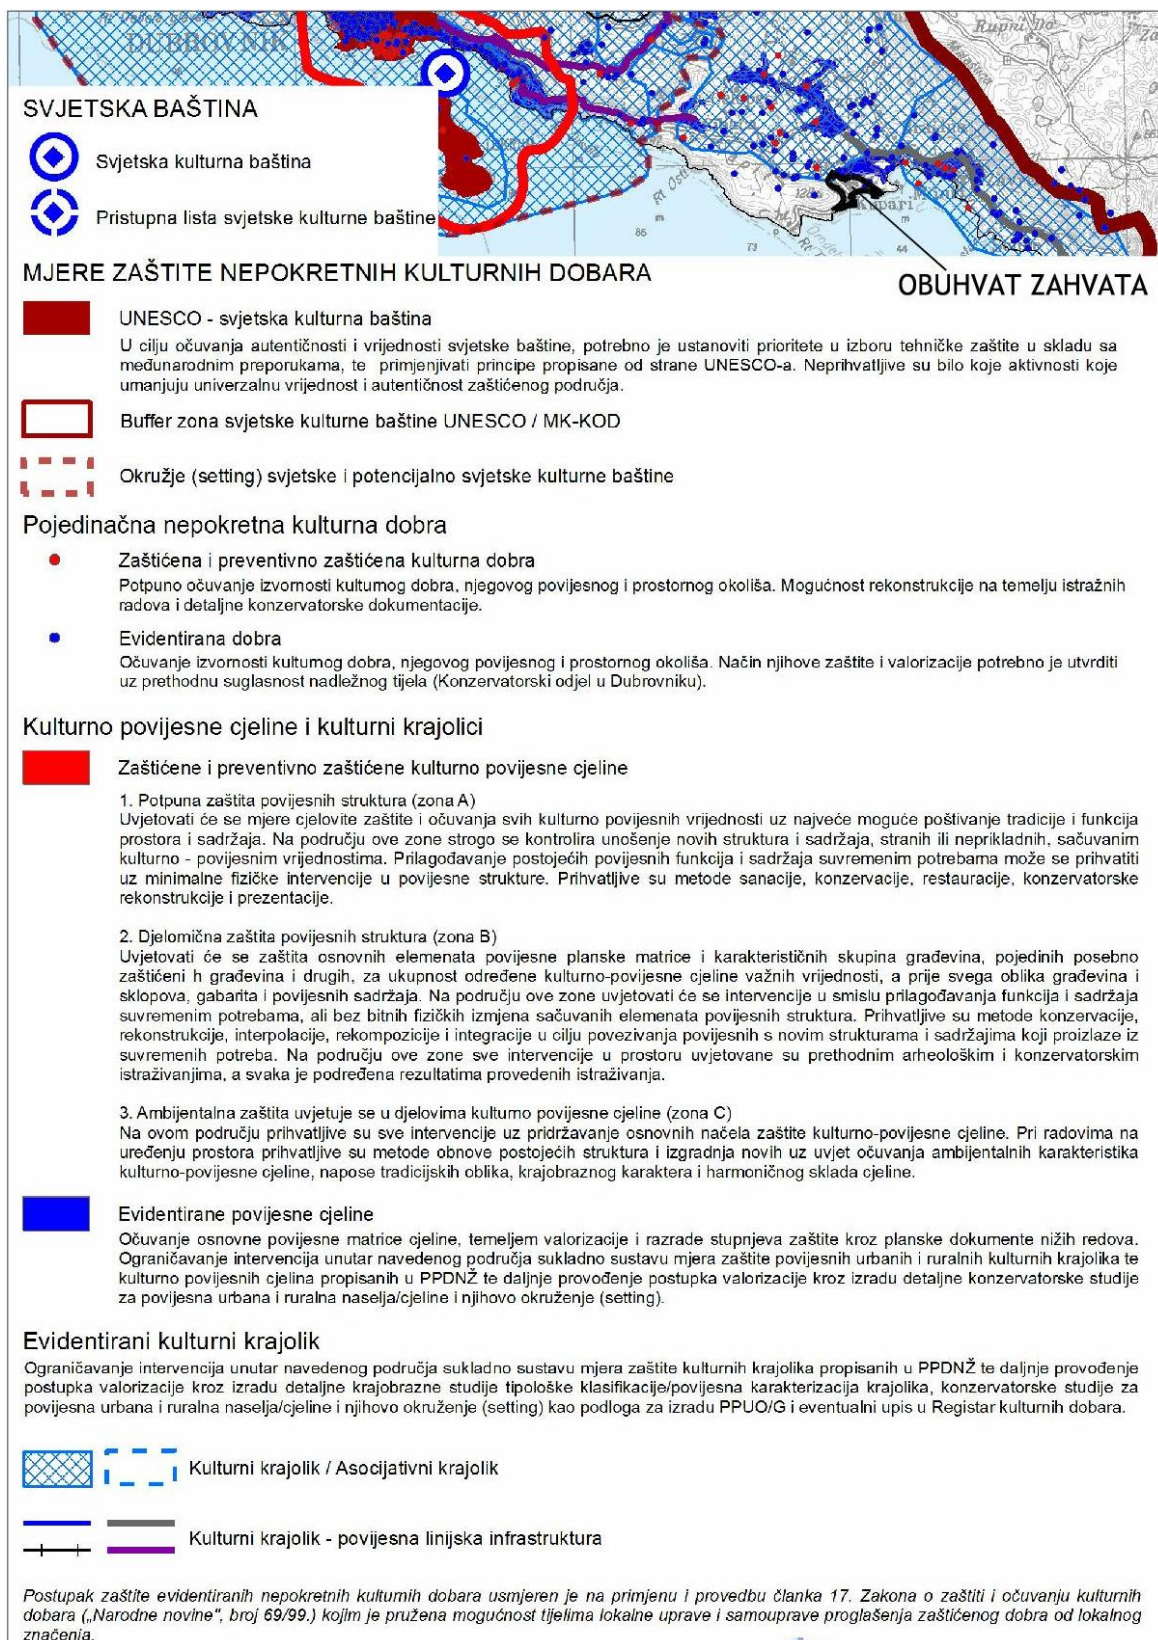 DUBROVNIK
Rupni Do
SVJETSKA BAŠTINA
Svjetska kulturna baština
Pristupna lista svjetske kulturne baštine
Rt Ostr
128
Kupari
85
m
73
44
m
OBUHVAT ZAHVATA
MJERE ZAŠTITE NEPOKRETNIH KULTURNIH DOBARA
UNESCO - svjetska kulturna baština
U cilju očuvanja autentičnosti i vrijednosti svjetske baštine, potrebno je ustanoviti prioritete u izboru tehničke zaštite u skladu sa
međunarodnim preporukama, te primjenjivati principe propisane od strane UNESCO-a. Neprihvatljive su bilo koje aktivnosti koje
umanjuju univerzalnu vrijednost i autentičnost zaštićenog područja.
Buffer zona svjetske kulturne baštine UNESCO / MK-KOD
Okružje (setting) svjetske i potencijalno svjetske kulturne baštine
Pojedinačna nepokretna kulturna dobra
Zaštićena i preventivno zaštićena kulturna dobra
Potpuno očuvanje izvornosti kulturnog dobra, njegovog povijesnog i prostornog okoliša. Mogućnost rekonstrukcije na temelju istražnih
radova i detaljne konzervatorske dokumentacije.
Evidentirana dobra
Očuvanje izvornosti kulturnog dobra, njegovog povijesnog i prostornog okoliša. Način njihove zaštite i valorizacije potrebno je utvrditi
uz prethodnu suglasnost nadležnog tijela (Konzervatorski odjel u Dubrovniku).
Kulturno povijesne cjeline i kulturni krajolici
Zaštićene i preventivno zaštićene kulturno povijesne cjeline
1. Potpuna zaštita povijesnih struktura (zona A)
Uvjetovati će se mjere cjelovite zaštite i očuvanja svih kulturno povijesnih vrijednosti uz najveće moguće poštivanje tradicije i funkcija
prostora i sadržaja. Na području ove zone strogo se kontrolira unošenje novih struktura i sadržaja, stranih ili neprikladnih, sačuvanim
kulturno - povijesnim vrijednostima. Prilagođavanje postojećih povijesnih funkcija i sadržaja suvremenim potrebama može se prihvatiti
uz minimalne fizičke intervencije u povijesne strukture. Prihvatljive su metode sanacije, konzervacije, restauracije, konzervatorske
rekonstrukcije i prezentacije.
2. Djelomična zaštita povijesnih struktura (zona B)
Uvjetovati će se zaštita osnovnih elemenata povijesne planske matrice i karakterističnih skupina građevina, pojedinih posebno
zaštićeni h građevina i drugih, za ukupnost određene kulturno-povijesne cjeline važnih vrijednosti, a prije svega oblika građevina i
sklopova, gabarita i povijesnih sadržaja. Na području ove zone uvjetovati će se intervencije u smislu prilagođavanja funkcija i sadržaja
suvremenim potrebama, ali bez bitnih fizičkih izmjena sačuvanih elemenata povijesnih struktura. Prihvatljive su metode konzervacije,
rekonstrukcije, interpolacije, rekompozicije i integracije u cilju povezivanja povijesnih s novim strukturama i sadržajima koji proizlaze iz
suvremenih potreba. Na području ove zone sve intervencije u prostoru uvjetovane su prethodnim arheološkim i konzervatorskim
istraživanjima, a svaka je podređena rezultatima provedenih istraživanja.
3. Ambijentalna zaštita uvjetuje se u djelovima kulturno povijesne cjeline (zona C)
Na ovom području prihvatljive su sve intervencije uz pridržavanje osnovnih načela zaštite kulturno-povijesne cjeline. Pri radovima na
uređenju prostora prihvatljive su metode obnove postojećih struktura i izgradnja novih uz uvjet očuvanja ambijentalnih karakteristika
kulturno-povijesne cjeline, napose tradicijskih oblika, krajobraznog karaktera i harmoničnog sklada cjeline.
Evidentirane povijesne cjeline
Očuvanje osnovne povijesne matrice cjeline, temeljem valorizacije i razrade stupnjeva zaštite kroz planske dokumente nižih redova.
Ograničavanje intervencija unutar navedenog područja sukladno sustavu mjera zaštite povijesnih urbanih i ruralnih kulturnih krajolika te
kulturno povijesnih cjelina propisanih u PPDNŽ te daljnje provođenje postupka valorizacije kroz izradu detaljne konzervatorske studije
za povijesna urbana i ruralna naselja/cjeline i njihovo okruženje (setting).
Evidentirani kulturni krajolik
Ograničavanje intervencija unutar navedenog područja sukladno sustavu mjera zaštite kulturnih krajolika propisanih u PPDNŽ te daljnje provođenje
postupka valorizacije kroz izradu detaljne krajobrazne studije tipološke klasifikacije/povijesna karakterizacija krajolika, konzervatorske studije za
povijesna urbana i ruralna naselja/cjeline i njihovo okruženje (setting) kao podloga za izradu PPUO/G i eventualni upis u Registar kulturnih dobara.
Kulturni krajolik / Asocijativni krajolik
Kulturni krajolik - povijesna linijska infrastruktura
Postupak zaštite evidentiranih nepokretnih kulturnih dobara usmjeren je na primjenu i provedbu članka 17. Zakona o zaštiti i očuvanju kulturnih
dobara („Narodne novine", broj 69/99.) kojim je pružena mogućnost tijelima lokalne uprave i samouprave proglašenja zaštićenog dobra od lokalnog
značenja.